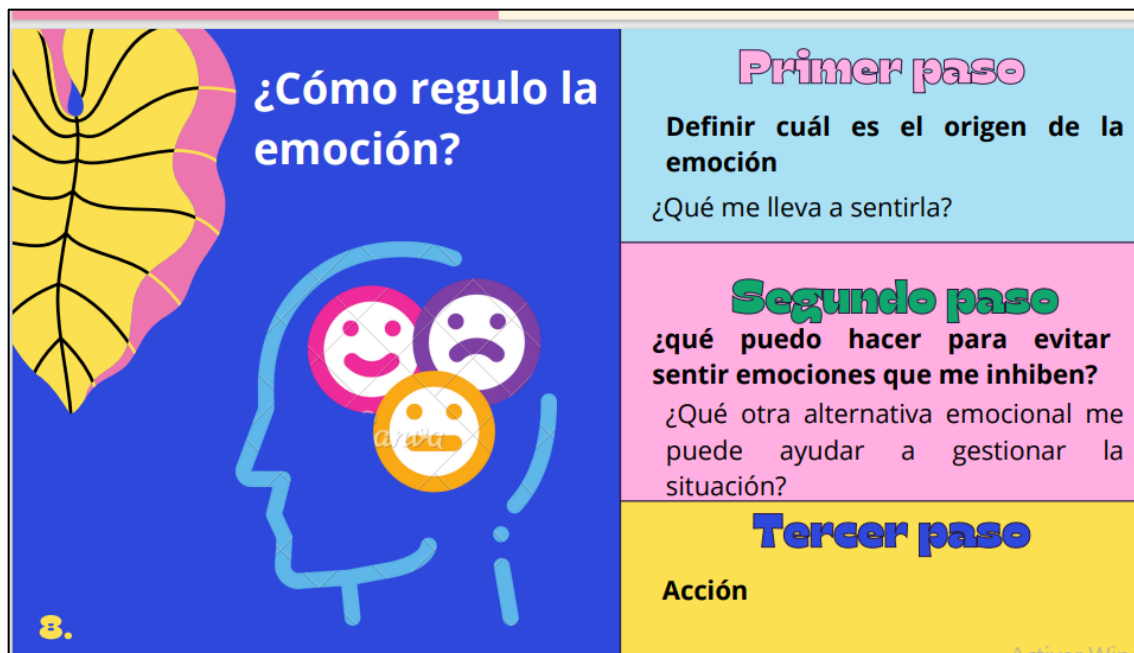 ¿Cómo regulo la
emoción?
8.
Primer paso
Definir cuál es el origen de la
emoción
¿Qué me lleva a sentirla?
Segundo paso
¿qué puedo hacer para evitar
sentir emociones que me inhiben?
¿Qué otra alternativa emocional me
puede ayudar a gestionar la
situación?
Tercer paso
Acción